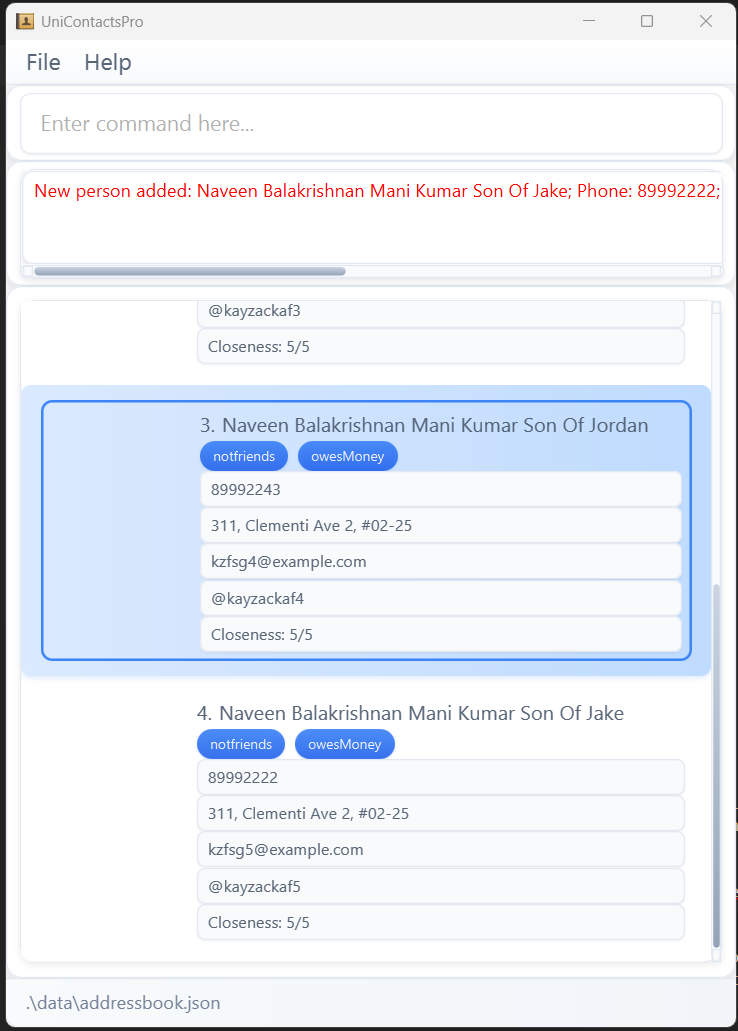 UniContactsPro
File Help
Enter command here...
New person added: Naveen Balakrishnan Mani Kumar Son Of Jake; Phone: 89992222;
@kayzackaf3
Closeness: 5/5
3. Naveen Balakrishnan Mani Kumar Son Of Jordan
notfriends owesMoney
89992243
311, Clementi Ave 2, #02-25
kzfsg4@example.com
@kayzackaf4
Closeness: 5/5
4. Naveen Balakrishnan Mani Kumar Son Of Jake
notfriends owesMoney
89992222
311, Clementi Ave 2, #02-25
kzfsg5@example.com
@kayzackaf5
Closeness: 5/5
.\data\addressbook.json